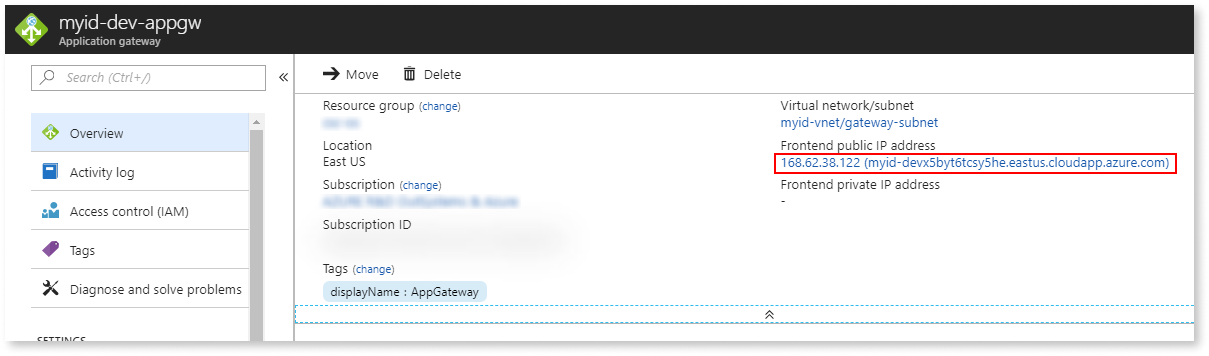 myid-dev-appgw
Application gateway
Search (Ctrl+/)
Overview
Activity log
Access control (IAM)
Tags
Diagnose and solve problems
SETTINGS
Move Delete
Resource group (change)
Location
East US
Subscription (change)
Subscription ID
Tags (change)
displayName : AppGateway
Virtual network/subnet
myid-vnet/gateway-subnet
Frontend public IP address
168.62.38.122 (myid-devx5byt6tcsy5he.eastus.cloudapp.azure.com)
Frontend private IP address
-